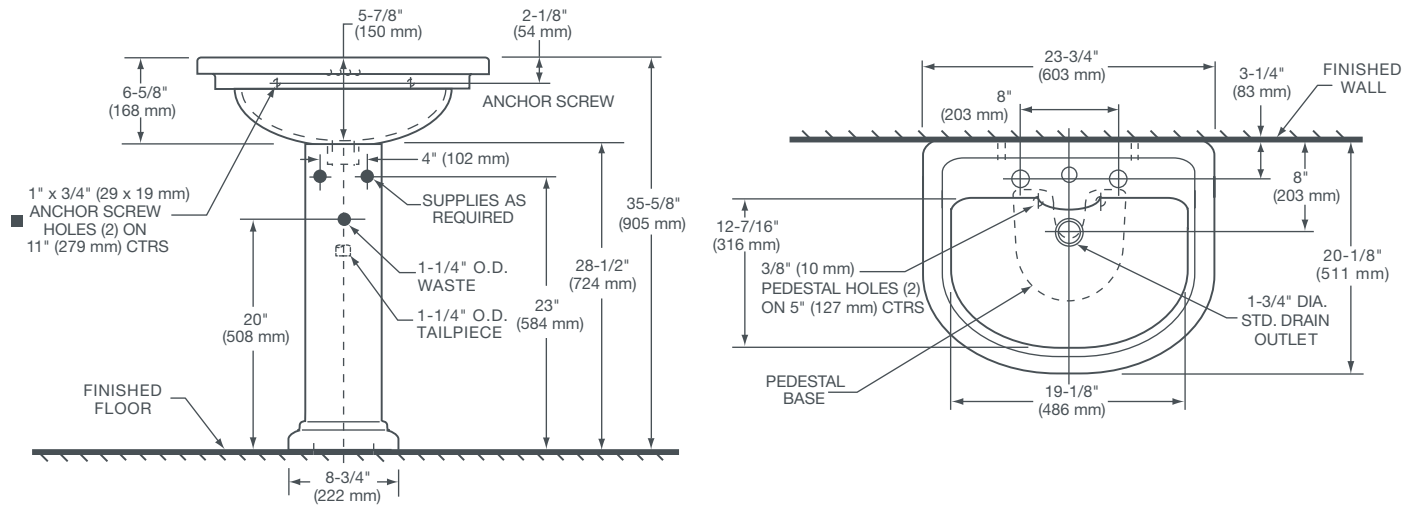 5-7/8"
(150 mm)
2-1/8"
(54 mm)
6-5/8"
(168 mm)
ANCHOR SCREW
4" (102 mm)
1" x 3/4" (29 x 19 mm)
ANCHOR SCREW
HOLES (2) ON
11" (279 mm) CTRS
SUPPLIES AS
REQUIRED
35-5/8"
(905 mm)
1-1/4" O.D.
WASTE
28-1/2"
(724 mm)
1-1/4" O.D.
TAILPIECE
23"
(584 mm)
20"
(508 mm)
FINISHED
FLOOR
8-3/4"
(222 mm)
23-3/4"
(603 mm)
3-1/4"
(83 mm)
FINISHED
WALL
8"
(203 mm)
8"
(203 mm)
12-7/16"
(316 mm)
3/8" (10 mm)
PEDESTAL HOLES (2)
ON 5" (127 mm) CTRS
20-1/8"
(511 mm)
1-3/4" DIA.
STD. DRAIN
OUTLET
PEDESTAL
BASE
19-1/8"
(486 mm)